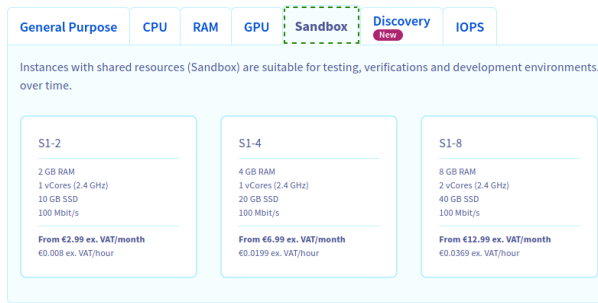 General Purpose
CPU
RAM
GPU
Sandbox
Discovery
New
IOPS
Instances with shared resources (Sandbox) are suitable for testing, verifications and development environments.
over time.
S1-2
2 GB RAM
1 vCores (2.4 GHz)
10 GB SSD
100 Mbit/s
From €2.99 ex. VAT/month
€0.008 ex. VAT/hour
S1-4
4 GB RAM
1 vCores (2.4 GHz)
20 GB SSD
100 Mbit/s
From €6.99 ex. VAT/month
€0.0199 ex. VAT/hour
S1-8
8 GB RAM
2 vCores (2.4 GHz)
40 GB SSD
100 Mbit/s
From €12.99 ex. VAT/month
€0.0369 ex. VAT/hour